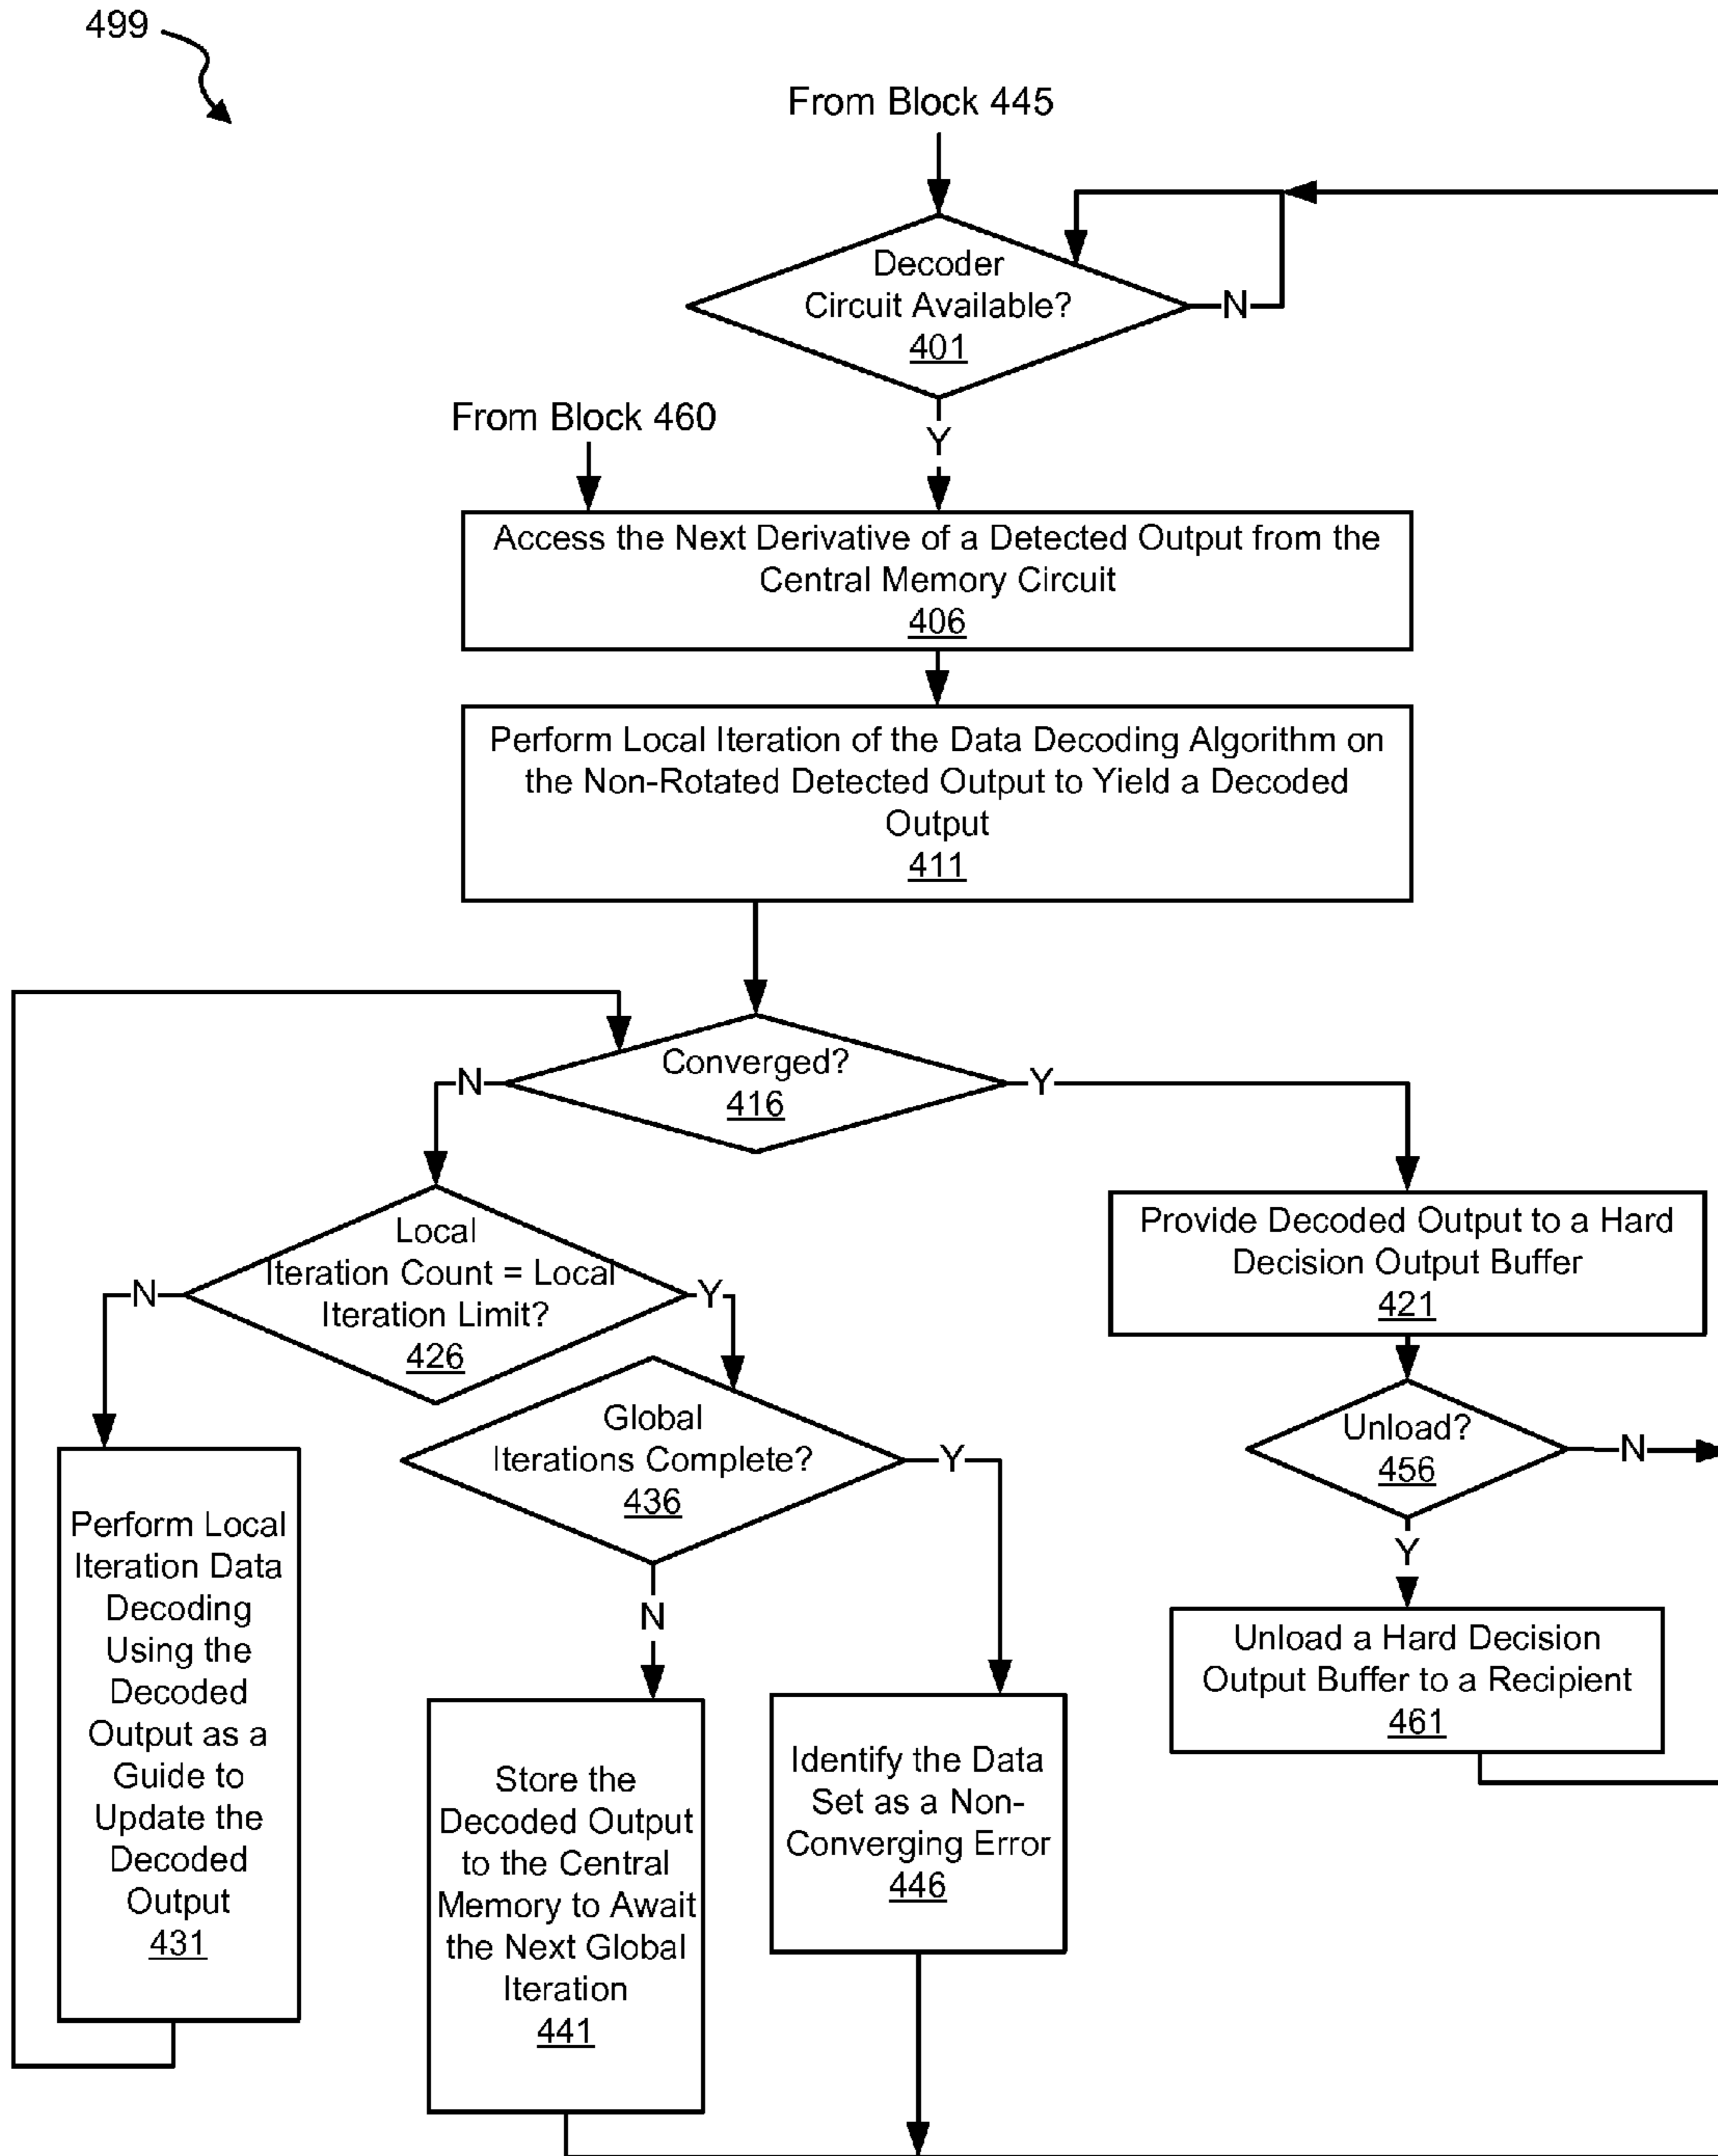 499
From Block 445
Decoder
Circuit Available?
401
N
Y
From Block 460
Access the Next Derivative of a Detected Output from the
Central Memory Circuit
406
Perform Local Iteration of the Data Decoding Algorithm on
the Non-Rotated Detected Output to Yield a Decoded
Output
411
Converged?
416
N
Y
Local
Iteration Count = Local
Iteration Limit?
426
N
Y
Provide Decoded Output to a Hard
Decision Output Buffer
421
Global
Iterations Complete?
436
Y
N
Unload?
456
N
Y
Perform Local
Iteration Data
Decoding
Using the
Decoded
Output as a
Guide to
Update the
Decoded
Output
431
Store the
Decoded Output
to the Central
Memory to Await
the Next Global
Iteration
441
Identify the Data
Set as a Non-
Converging Error
446
Unload a Hard Decision
Output Buffer to a Recipient
461